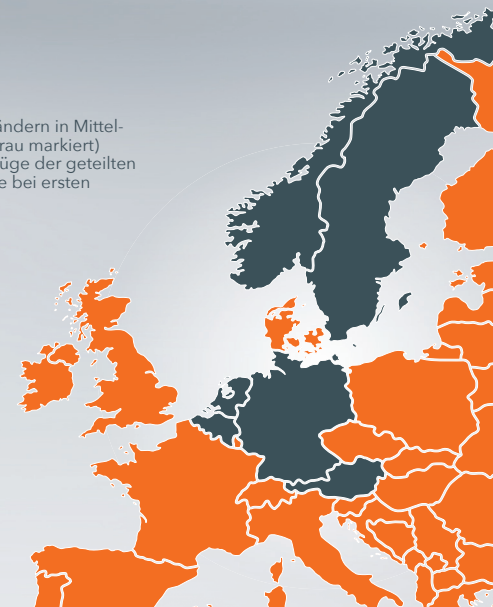 ändern in Mittel-
rau markiert)
üge der geteilten
e bei ersten